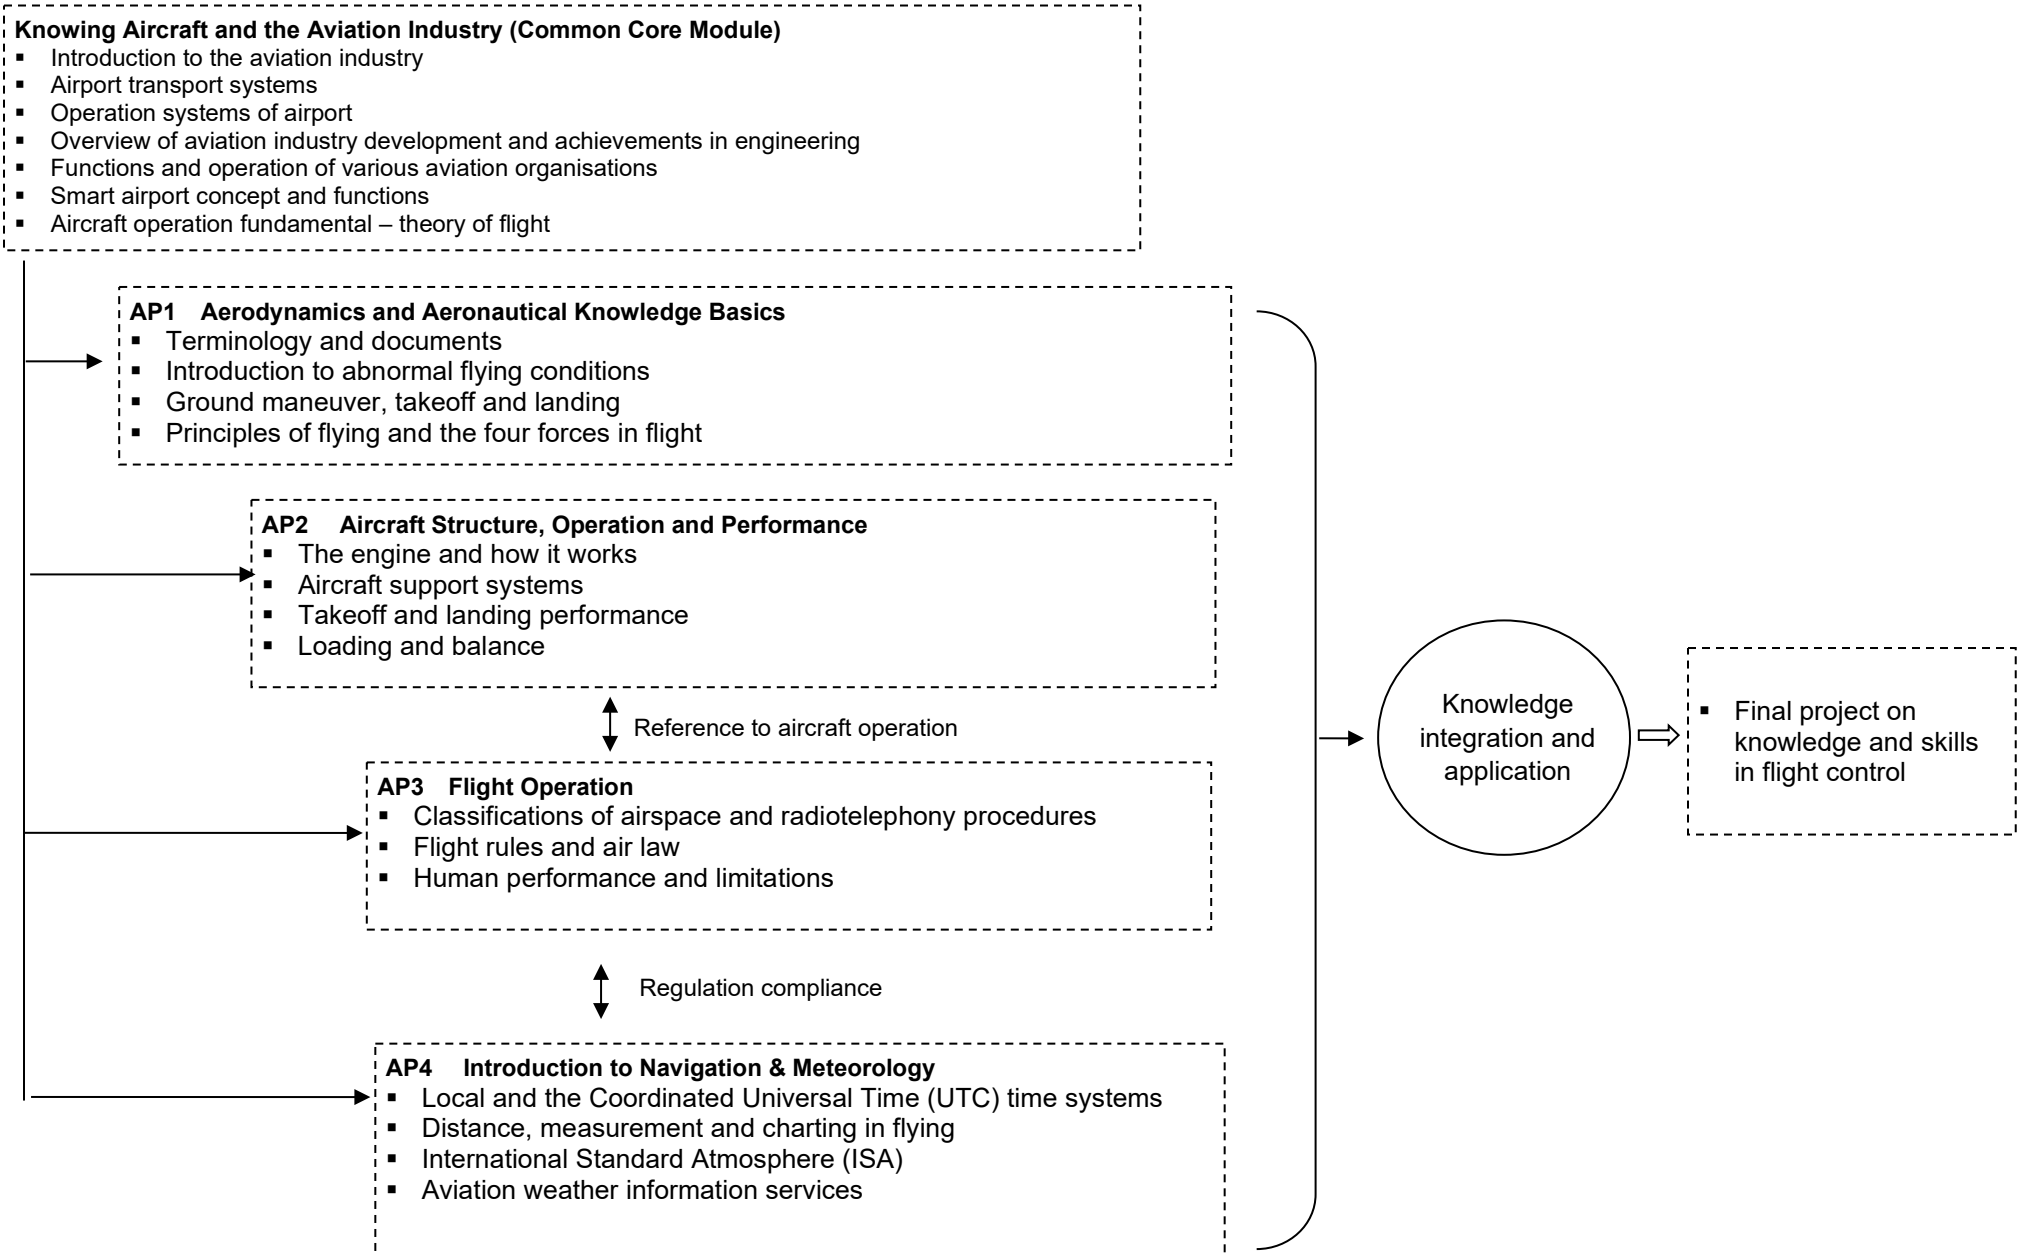 Knowing Aircraft and the Aviation Industry (Common Core Module)
▪ Introduction to the aviation industry
▪ Airport transport systems
▪ Operation systems of airport
▪ Overview of aviation industry development and achievements in engineering
▪ Functions and operation of various aviation organisations
▪ Smart airport concept and functions
▪ Aircraft operation fundamental – theory of flight
AP1 Aerodynamics and Aeronautical Knowledge Basics
▪ Terminology and documents
▪ Introduction to abnormal flying conditions
▪ Ground maneuver, takeoff and landing
▪ Principles of flying and the four forces in flight
AP2 Aircraft Structure, Operation and Performance
▪ The engine and how it works
▪ Aircraft support systems
▪ Takeoff and landing performance
▪ Loading and balance
Reference to aircraft operation
AP3 Flight Operation
▪ Classifications of airspace and radiotelephony procedures
▪ Flight rules and air law
▪ Human performance and limitations
Regulation compliance
AP4 Introduction to Navigation & Meteorology
▪ Local and the Coordinated Universal Time (UTC) time systems
▪ Distance, measurement and charting in flying
▪ International Standard Atmosphere (ISA)
▪ Aviation weather information services
Knowledge
integration and
application
▪ Final project on
knowledge and skills
in flight control